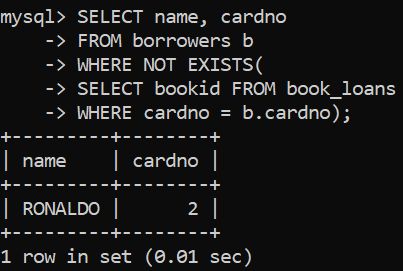 mysql> SELECT name, cardno
    -> FROM borrowers b
    -> WHERE NOT EXISTS(
    -> SELECT bookid FROM book_loans
    -> WHERE cardno = b.cardno);
+---------+--------+
| name    | cardno |
+---------+--------+
| RONALDO |      2 |
+---------+--------+
1 row in set (0.01 sec)